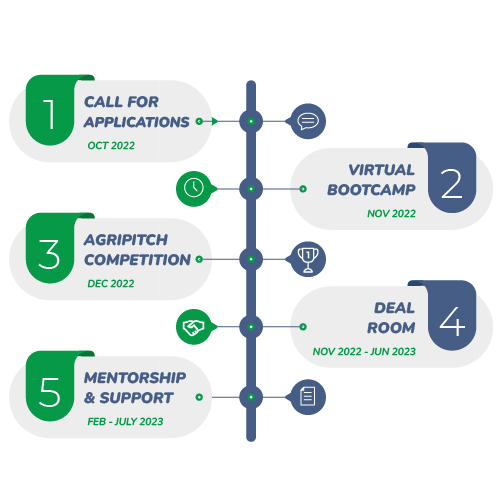 1
CALL FOR
APPLICATIONS
OCT 2022
2
VIRTUAL
BOOTCAMP
NOV 2022
3
AGRIPITCH
COMPETITION
DEC 2022
1
4
DEAL
ROOM
NOV 2022 - JUN 2023
5
MENTORSHIP
& SUPPORT
FEB - JULY 2023